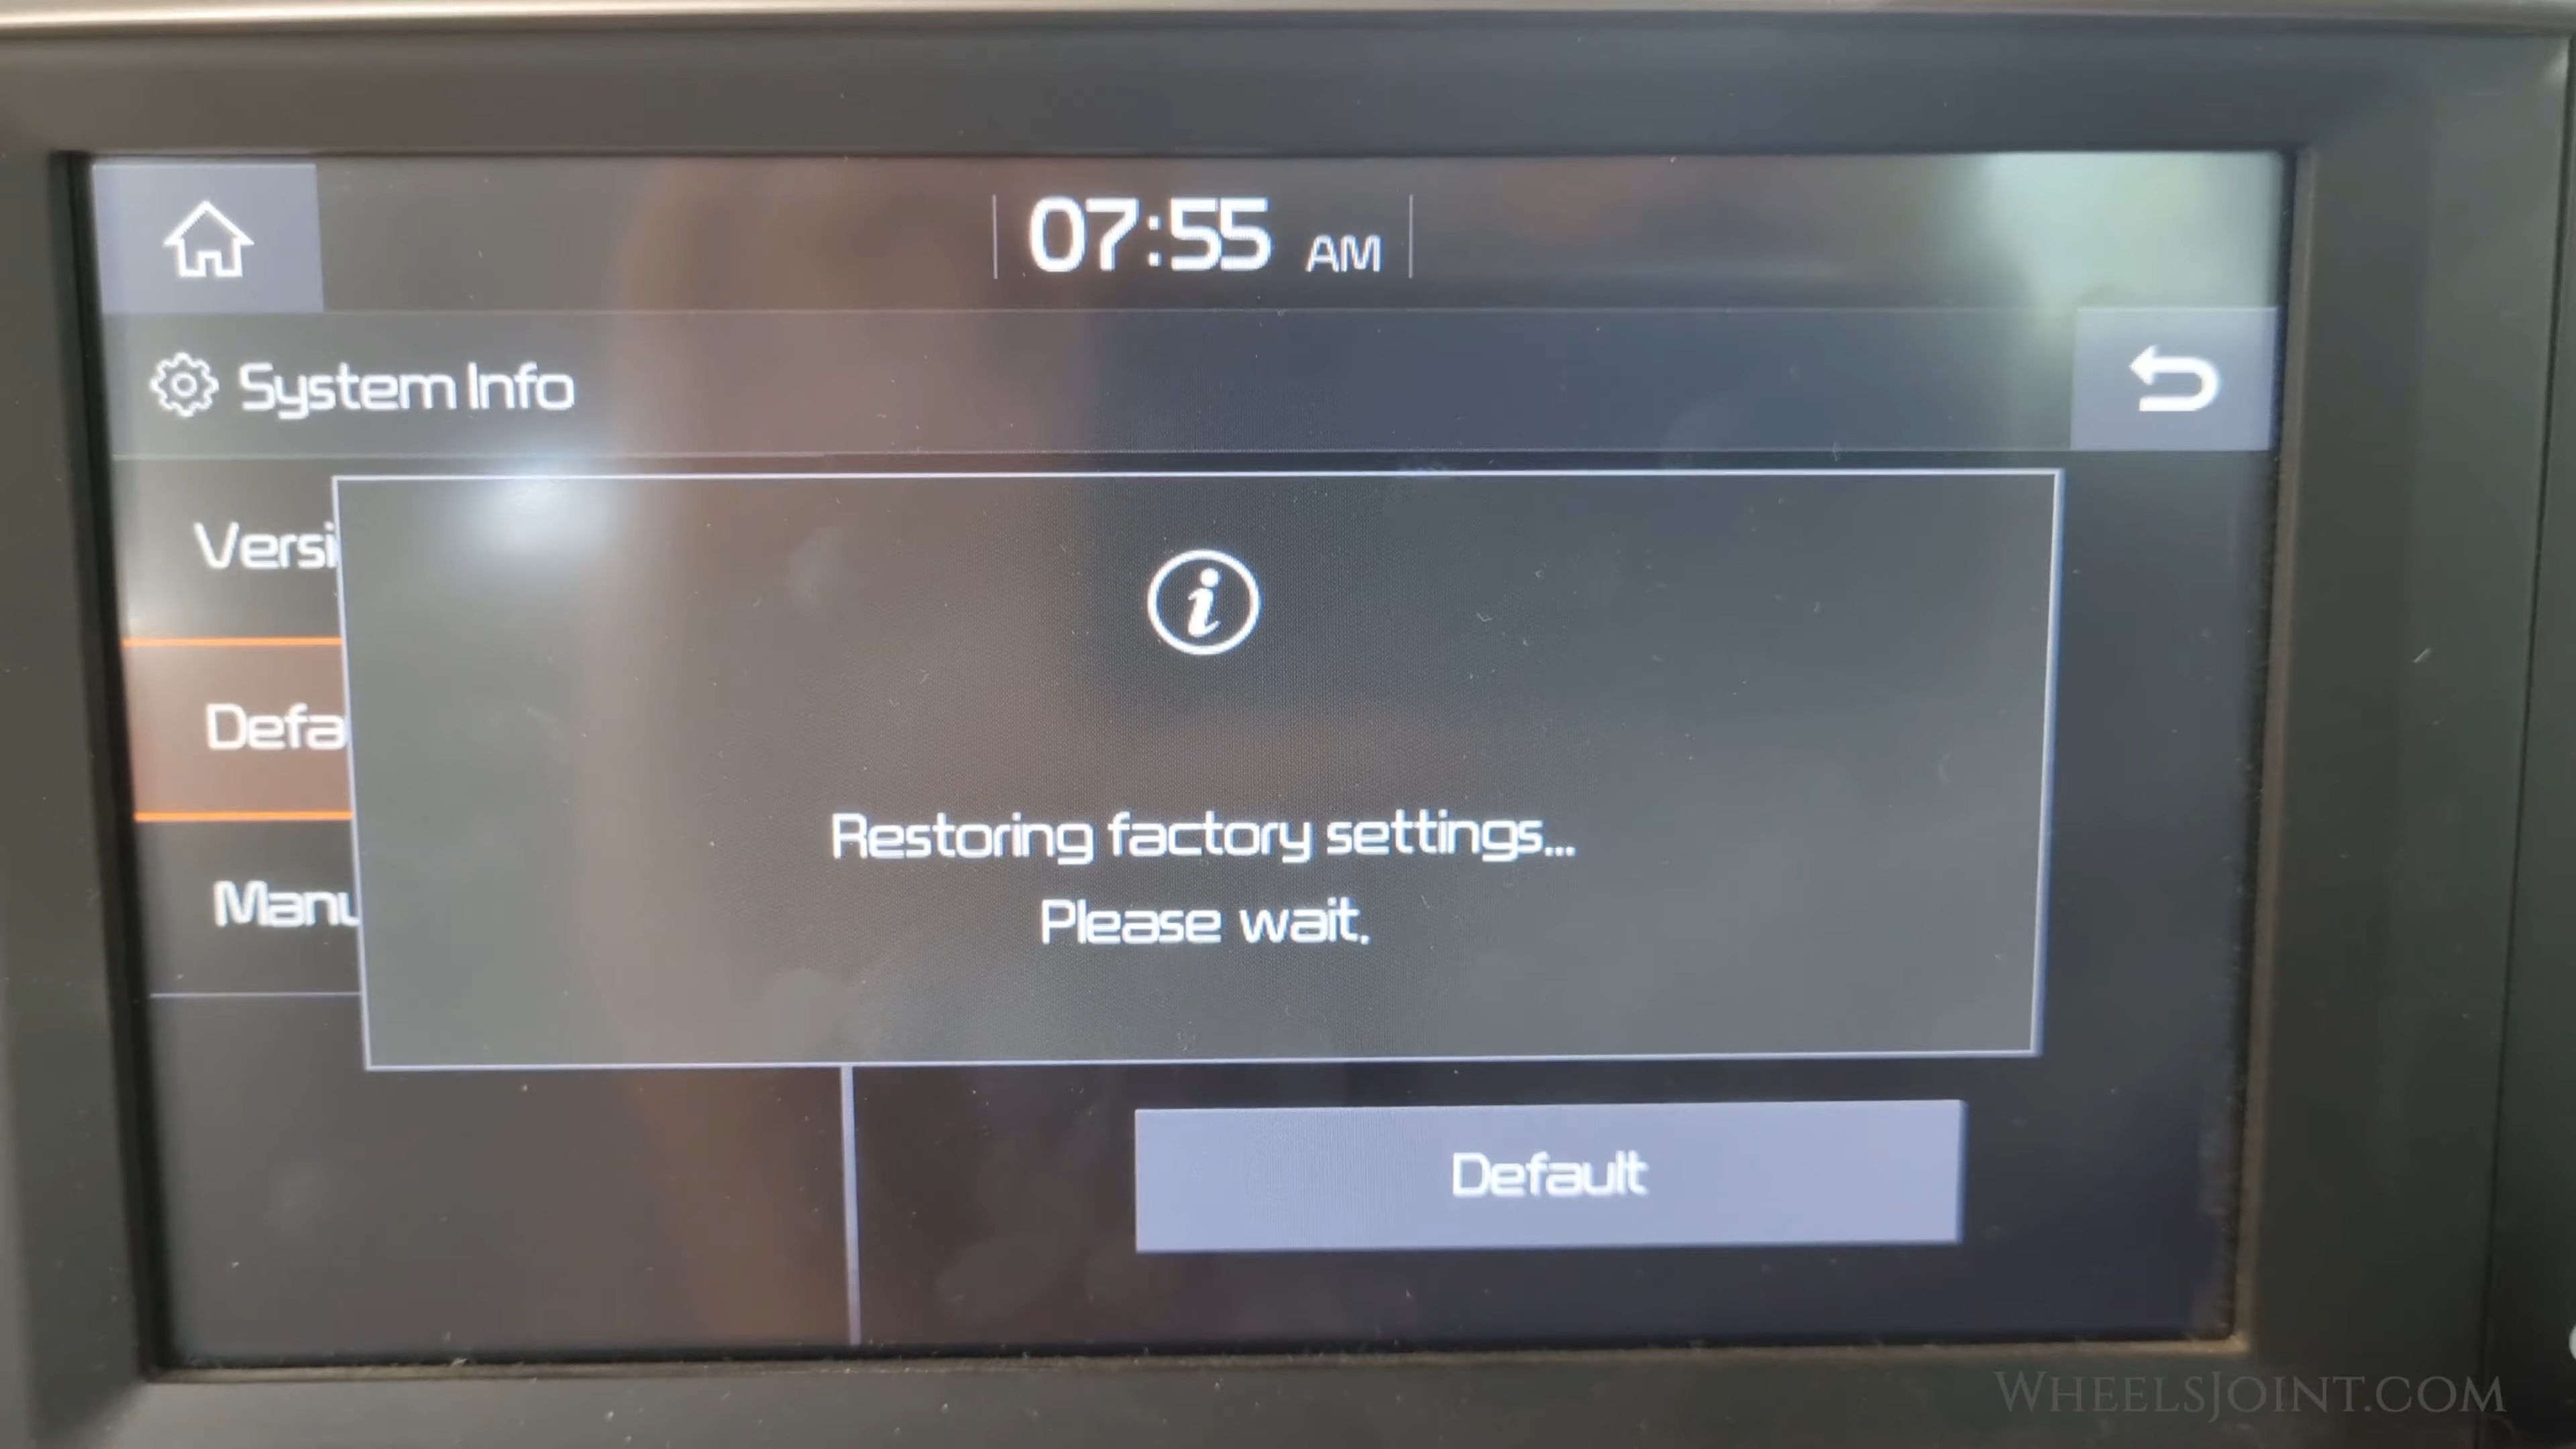 07:55 AM
System Info
Versi
Defa
Manu
Restoring factory settings...
Please wait.
Default
WheelsJoint.com